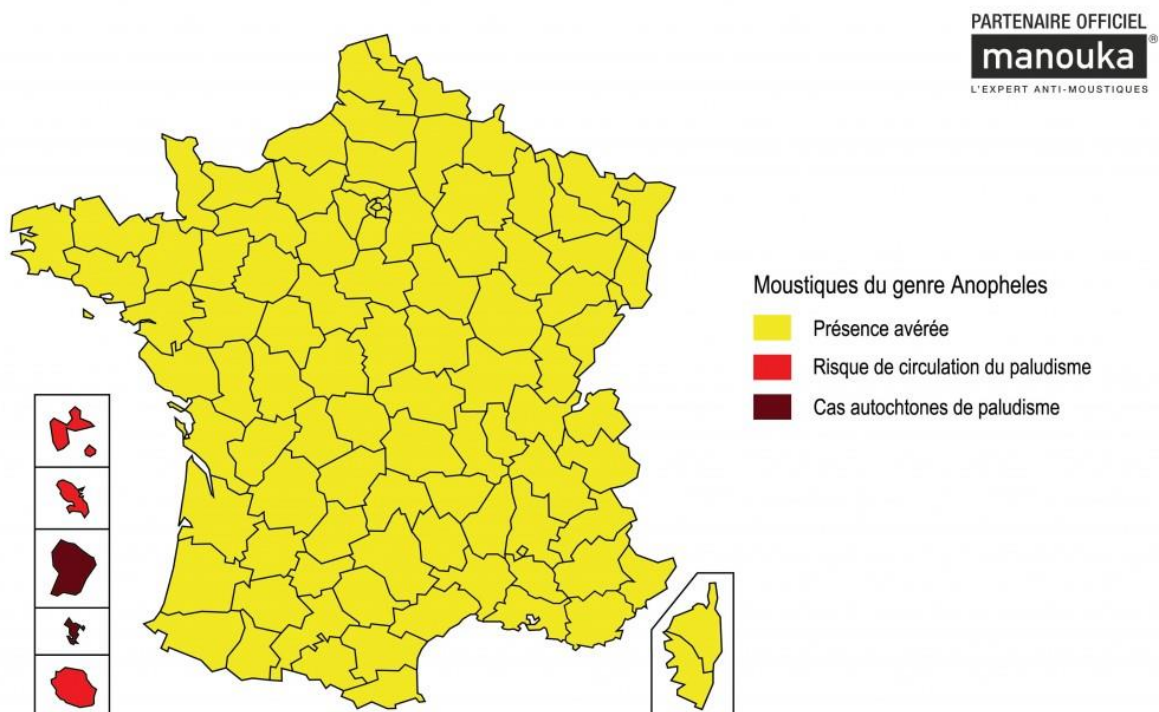 PARTENAIRE OFFICIEL
manouka®
L'EXPERT ANTI-MOUSTIQUES
Moustiques du genre Anopheles
Présence avérée
Risque de circulation du paludisme
Cas autochtones de paludisme